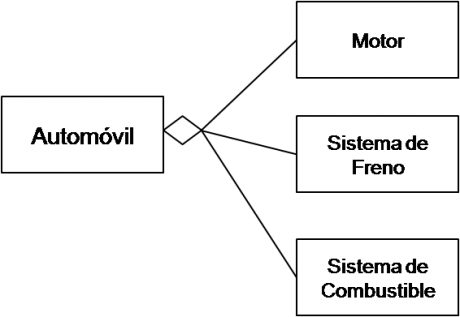 Motor
Automóvil
Sistema de
Freno
Sistema de
Combustible